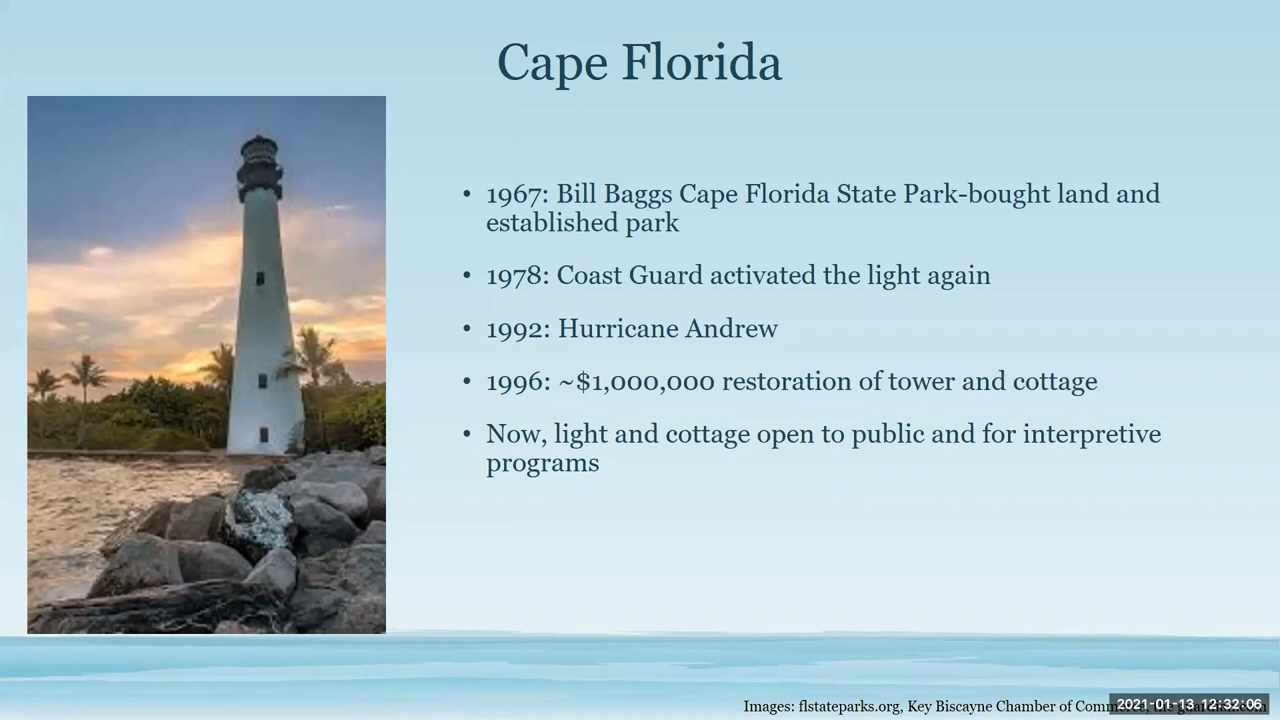 Cape Florida
• 1967: Bill Baggs Cape Florida State Park-bought land and
established park
• 1978: Coast Guard activated the light again
• 1992: Hurricane Andrew
• 1996: ~$1,000,000 restoration of tower and cottage
• Now, light and cottage open to public and for interpretive
programs
Images: flstateparks.org, Key Biscayne Chamber of
2021-01-13 12:32:06